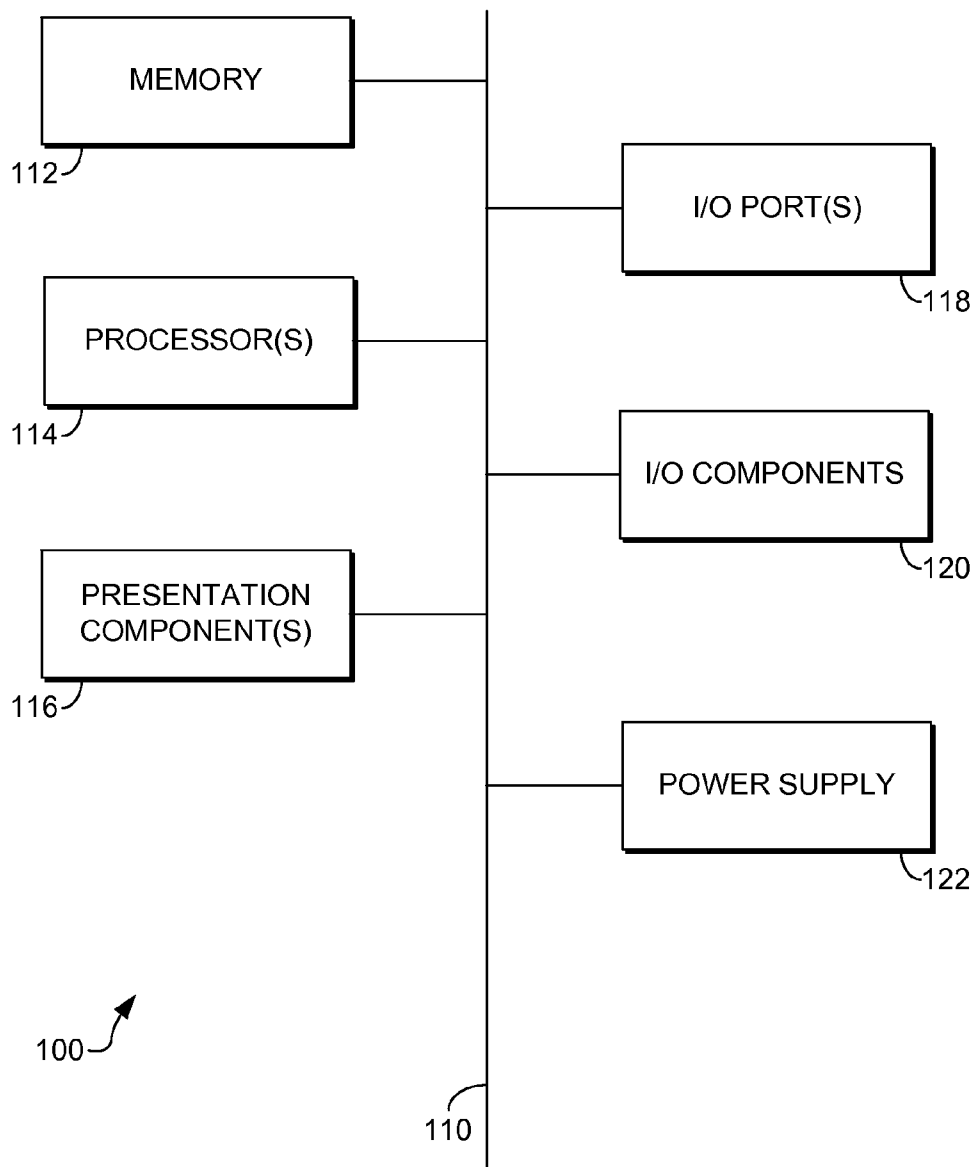 MEMORY
112
I/O PORT(S)
118
PROCESSOR(S)
114
I/O COMPONENTS
120
PRESENTATION
COMPONENT(S)
116
POWER SUPPLY
122
100
110